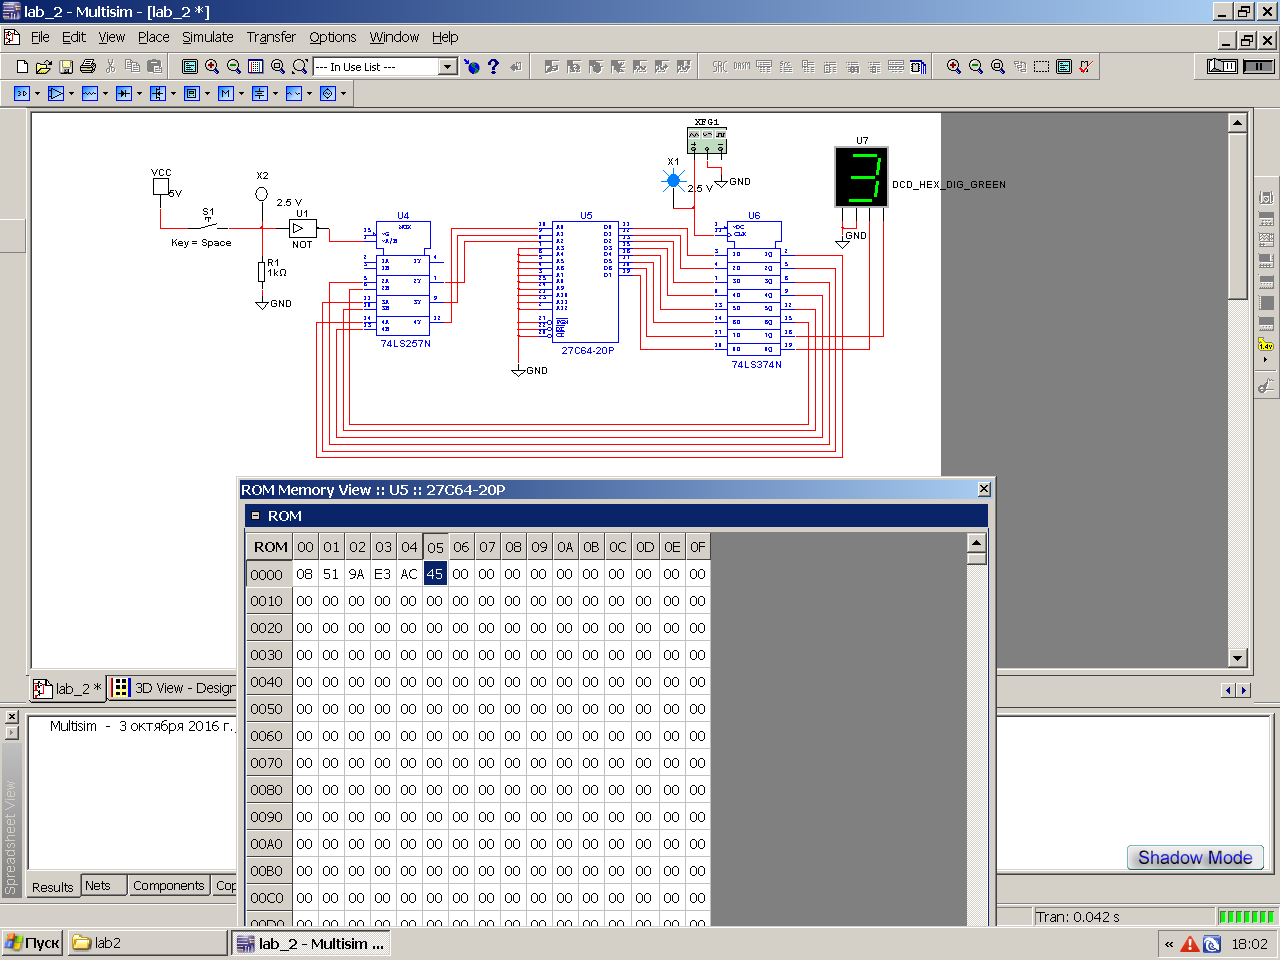 lab_2 - Multisim - [lab_2 *]
File Edit View Place Simulate Transfer Options Window Help
--- In Use List ---
XFG1
U7
X1
2.5 V
GND
DCD_HEX_DIG_GREEN
GND
VCC
5V
X2
2.5 V
S1
Key = Space
U1
NOT
R1
1kΩ
GND
U4
74LS257N
U5
27C64-20P
GND
U6
74LS374N
ROM Memory View :: U5 :: 27C64-20P
ROM
ROM 00 01 02 03 04 05 06 07 08 09 0A 0B 0C 0D 0E 0F
0000 08 51 9A E3 AC 45 00 00 00 00 00 00 00 00 00 00
0010 00 00 00 00 00 00 00 00 00 00 00 00 00 00 00 00
0020 00 00 00 00 00 00 00 00 00 00 00 00 00 00 00 00
0030 00 00 00 00 00 00 00 00 00 00 00 00 00 00 00 00
0040 00 00 00 00 00 00 00 00 00 00 00 00 00 00 00 00
0050 00 00 00 00 00 00 00 00 00 00 00 00 00 00 00 00
0060 00 00 00 00 00 00 00 00 00 00 00 00 00 00 00 00
0070 00 00 00 00 00 00 00 00 00 00 00 00 00 00 00 00
0080 00 00 00 00 00 00 00 00 00 00 00 00 00 00 00 00
0090 00 00 00 00 00 00 00 00 00 00 00 00 00 00 00 00
00A0 00 00 00 00 00 00 00 00 00 00 00 00 00 00 00 00
00B0 00 00 00 00 00 00 00 00 00 00 00 00 00 00 00 00
00C0 00 00 00 00 00 00 00 00 00 00 00 00 00 00 00 00
lab_2 * 3D View - Design
Multisim - 3 октября 2016 г.
Spreadsheet View
Shadow Mode
Results Nets Components
Tran: 0.042 s
Пуск lab2 lab_2 - Multisim ... 18:02